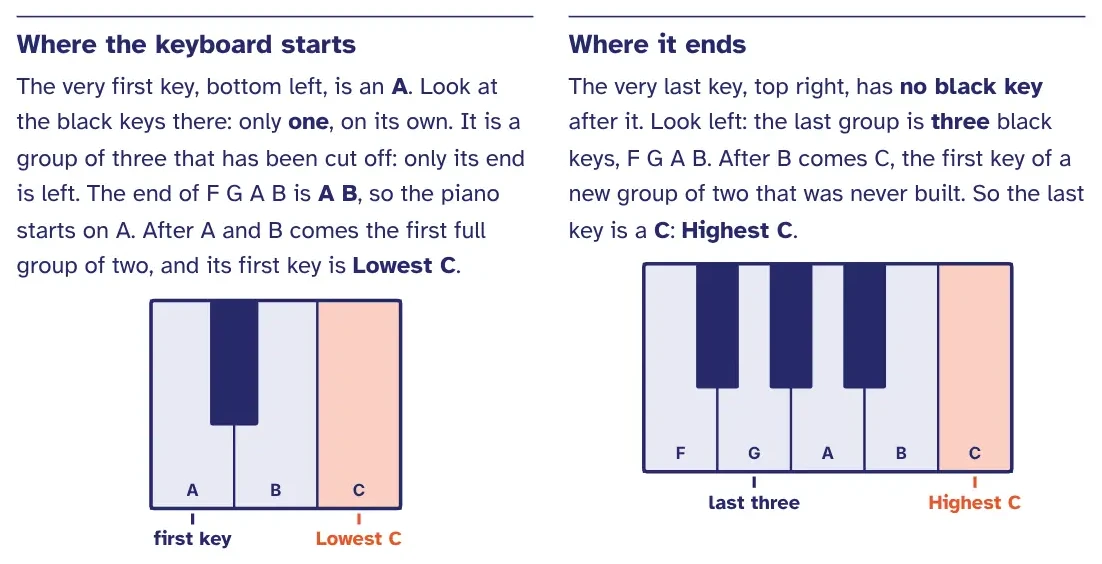 Where the keyboard starts
The very first key, bottom left, is an A. Look at
the black keys there: only one, on its own. It is a
group of three that has been cut off: only its end
is left. The end of F G A B is A B, so the piano
starts on A. After A and B comes the first full
group of two, and its first key is Lowest C.
A B C
first key Lowest C
Where it ends
The very last key, top right, has no black key
after it. Look left: the last group is three black
keys, F G A B. After B comes C, the first key of a
new group of two that was never built. So the last
key is a C: Highest C.
F G A B C
last three Highest C